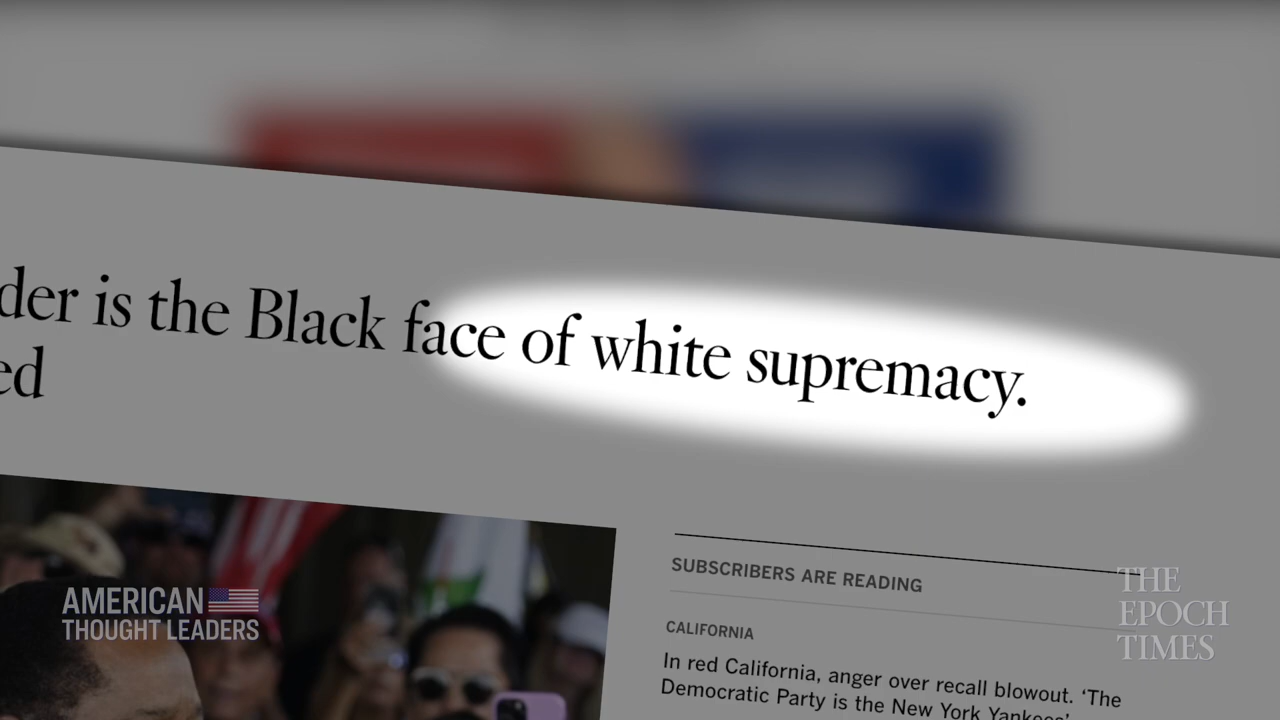 der is the Black face of white supremacy.
ed
SUBSCRIBERS ARE READING
CALIFORNIA
In red California, anger over recall blowout. ‘The
Democratic Party is the New York Yankees’
AMERICAN
THOUGHT LEADERS
THE
EPOCH
TIMES